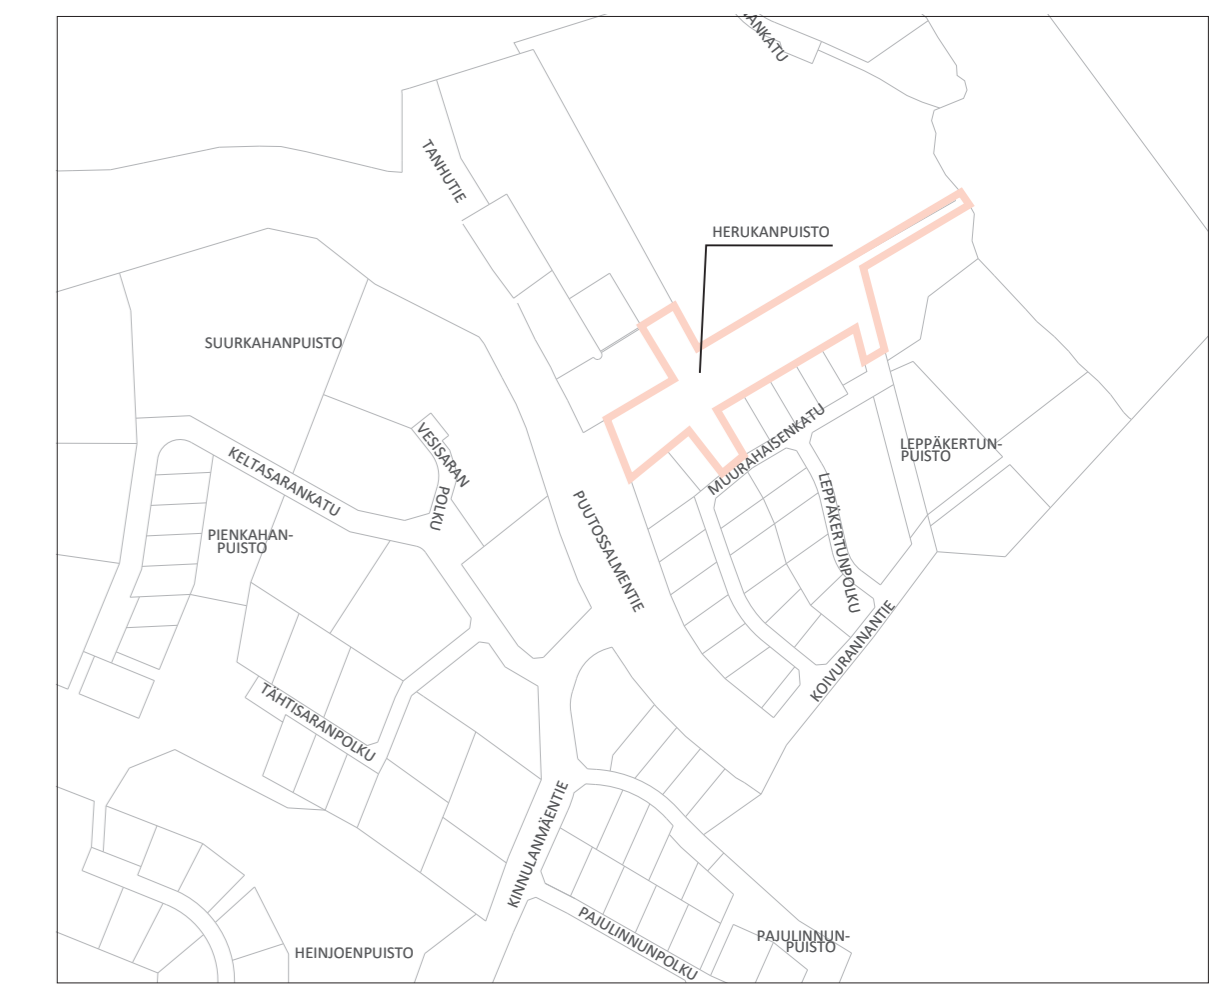 ANKATU
TANHUTIE
HERUKANPUISTO
SUURKAHANPUISTO
VESISARAN
POLKU
KELTASARANKATU
MUURAHAISENKATU
LEPPÄKERTUN-
PUISTO
PIENKAHAN-
PUISTO
PUUTOSSALMENTIE
LEPPÄKERTUNPOLKU
KOIVURANNANTIE
TÄHTISARANPOLKU
KINNULANMÄENTIE
HEINJOENPUISTO
PAJULINNUNPOLKU
PAJULINNUN-
PUISTO